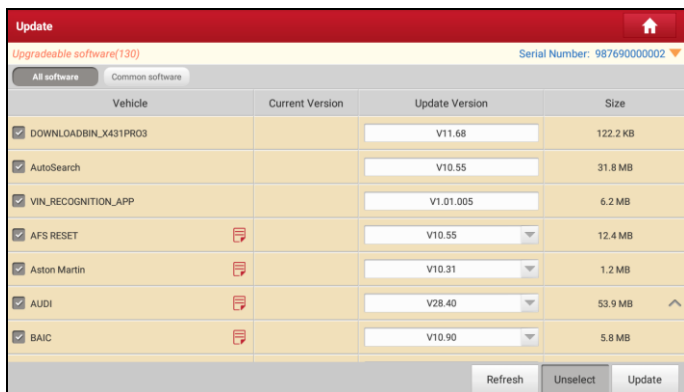 Update
Upgradeable software(130) Serial Number: 987690000002
All software Common software
Vehicle Current Version Update Version Size
DOWNLOADBIN_X431PRO3 V11.68 122.2 KB
AutoSearch V10.55 31.8 MB
VIN_RECOGNITION_APP V1.01.005 6.2 MB
AFS RESET V10.55 12.4 MB
Aston Martin V10.31 1.2 MB
AUDI V28.40 53.9 MB
BAIC V10.90 5.8 MB
Refresh Unselect Update